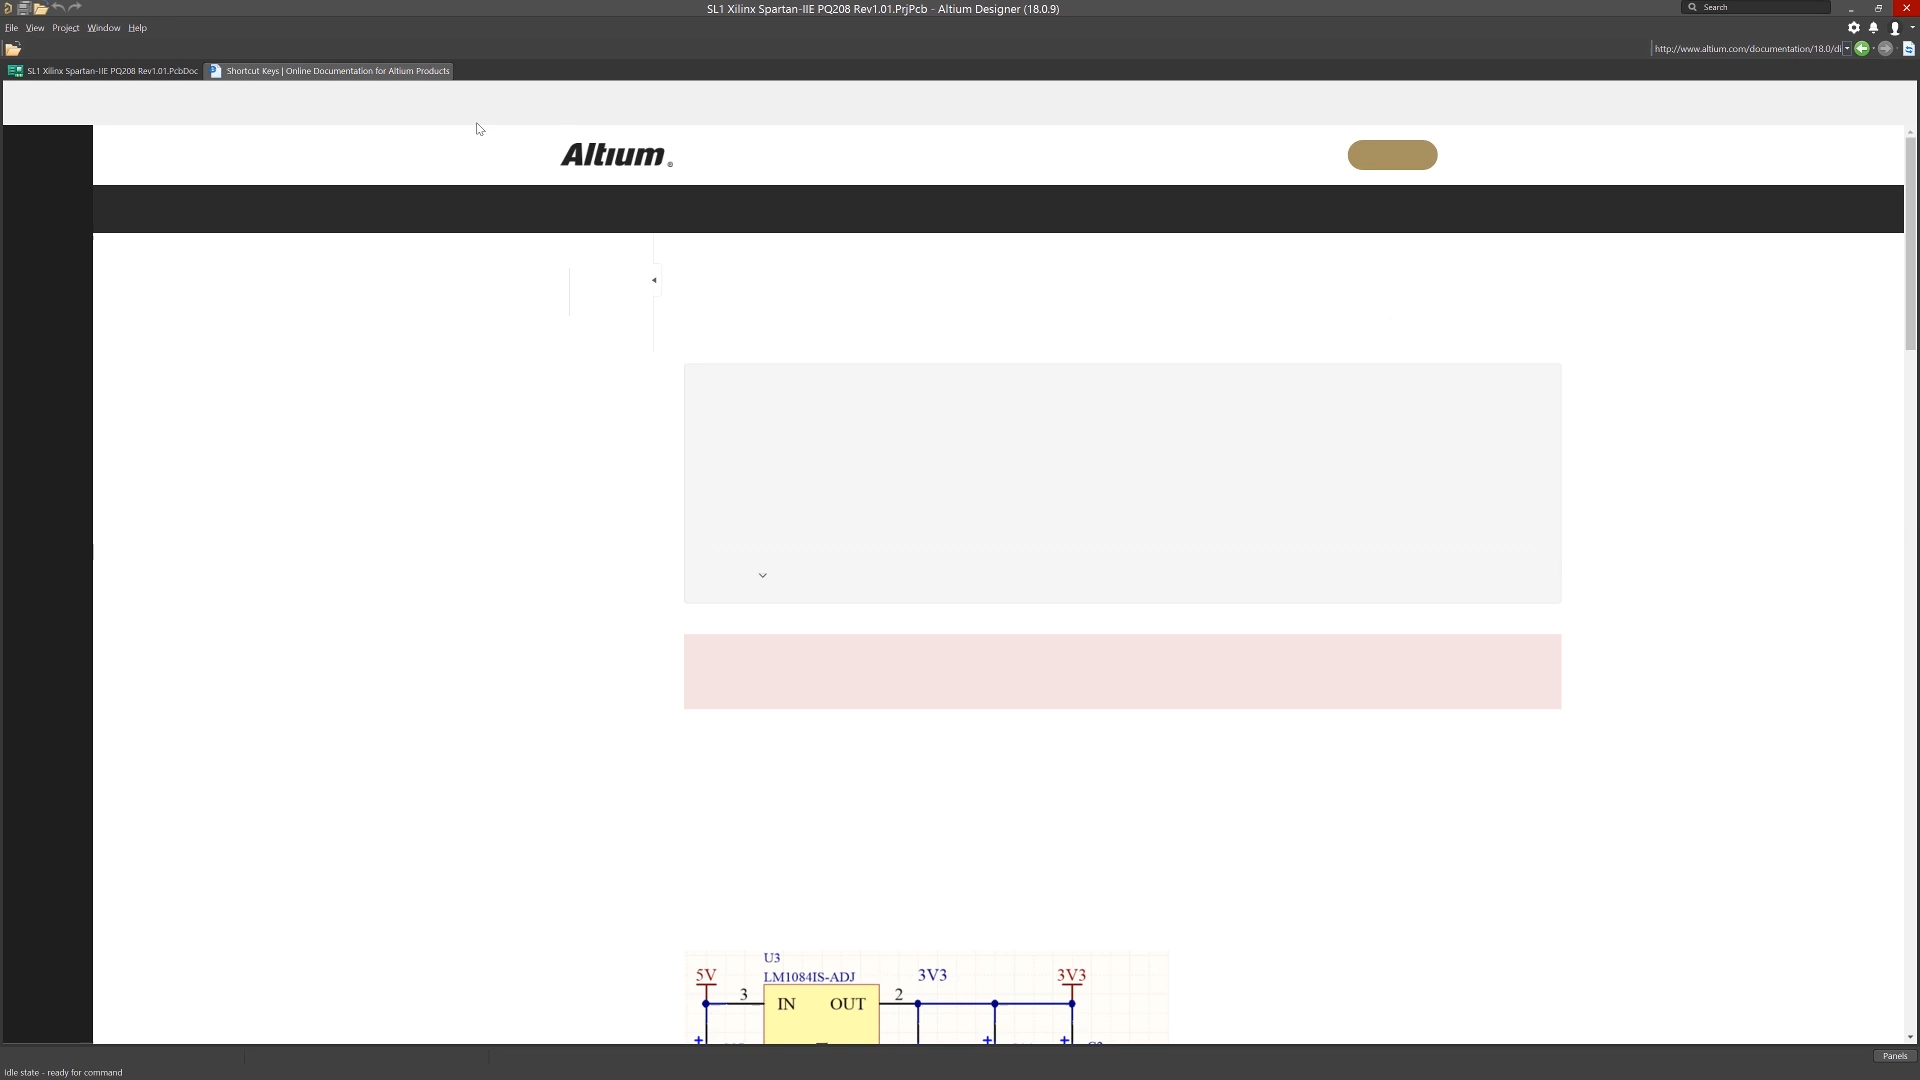 SL1 Xilinx Spartan-IIE PQ208 Rev1.01.PrjPcb - Altium Designer (18.0.9)
Search
File View Project Window Help
http://www.altium.com/documentation/18.0/di
SL1 Xilinx Spartan-IIE PQ208 Rev1.01.PcbDoc
Shortcut Keys | Online Documentation for Altium Products
Altium
U3
5V
LM1084IS-ADJ
3V3
3V3
3
2
IN
OUT
+
+
+
Panels
Idle state - ready for command